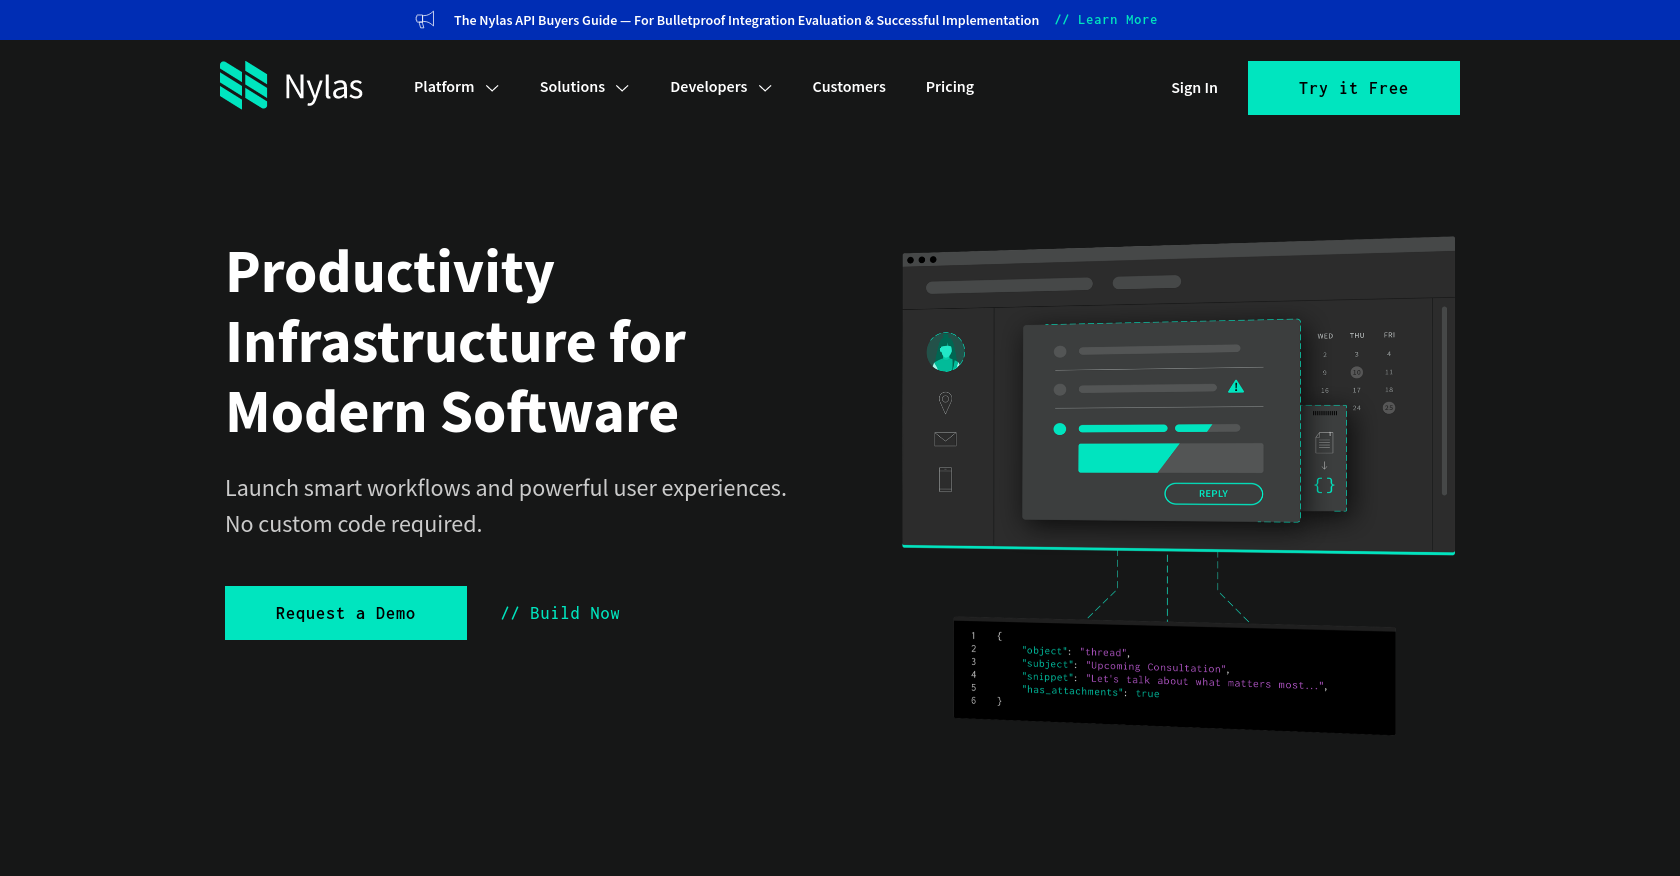 The Nylas API Buyers Guide — For Bulletproof Integration Evaluation & Successful Implementation // Learn More
Nylas Platform Solutions Developers Customers Pricing Sign In Try it Free
Productivity
Infrastructure for
Modern Software
Launch smart workflows and powerful user experiences.
No custom code required.
Request a Demo // Build Now
WED THU FRI
2 3 4
9 10 11
16 17 18
24 25
{}
REPLY
1 {
2 "object": "thread",
3 "subject": "Upcoming Consultation",
4 "snippet": "Let's talk about what matters most...",
5 "has_attachments": true
6 }